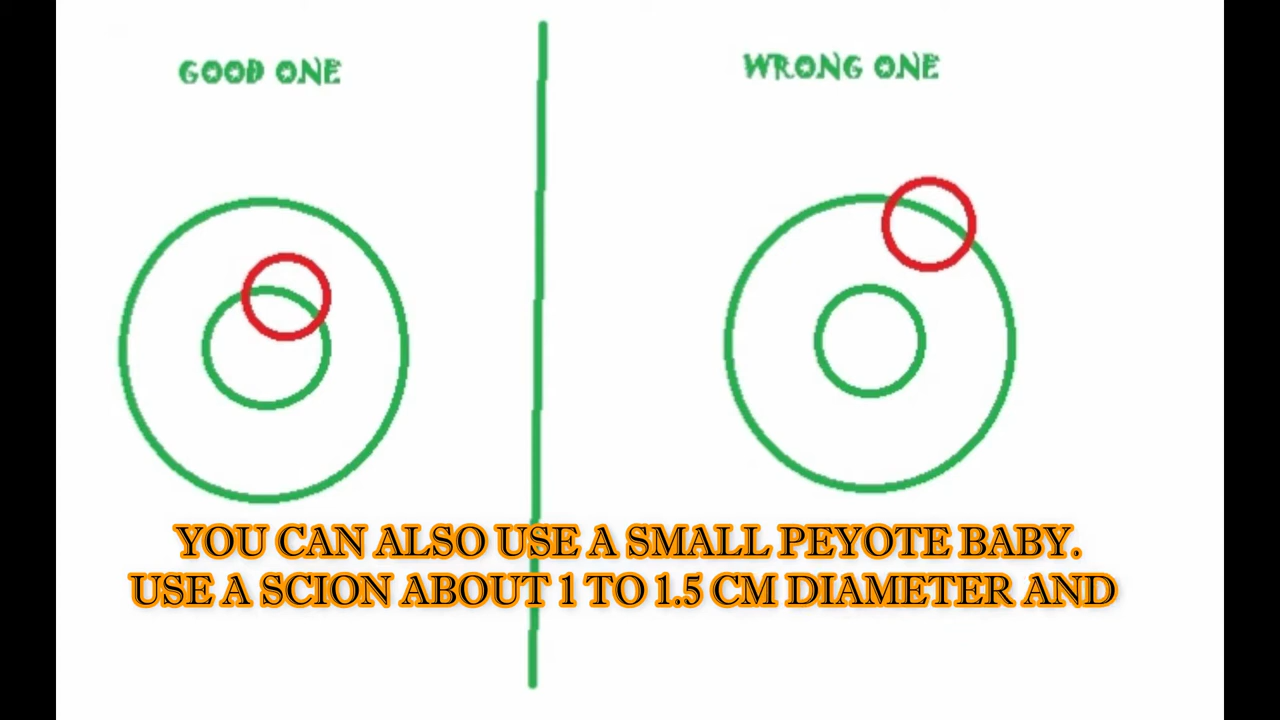 GOOD ONE
WRONG ONE
YOU CAN ALSO USE A SMALL PEYOTE BABY.
USE A SCION ABOUT 1 TO 1.5 CM DIAMETER AND